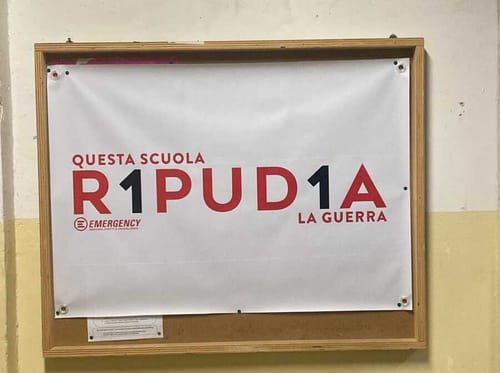 QUESTA SCUOLA
R1PUD1A
LA GUERRA
EMERGENCY